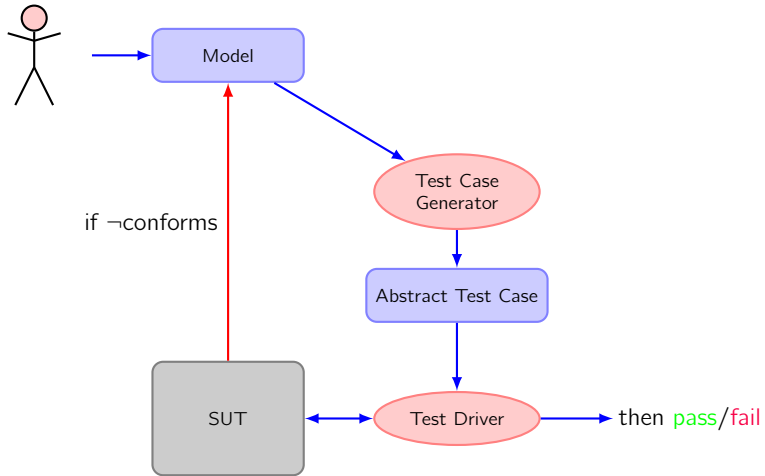 Model
Test Case
Generator
if ¬conforms
Abstract Test Case
SUT
Test Driver
then pass/fail